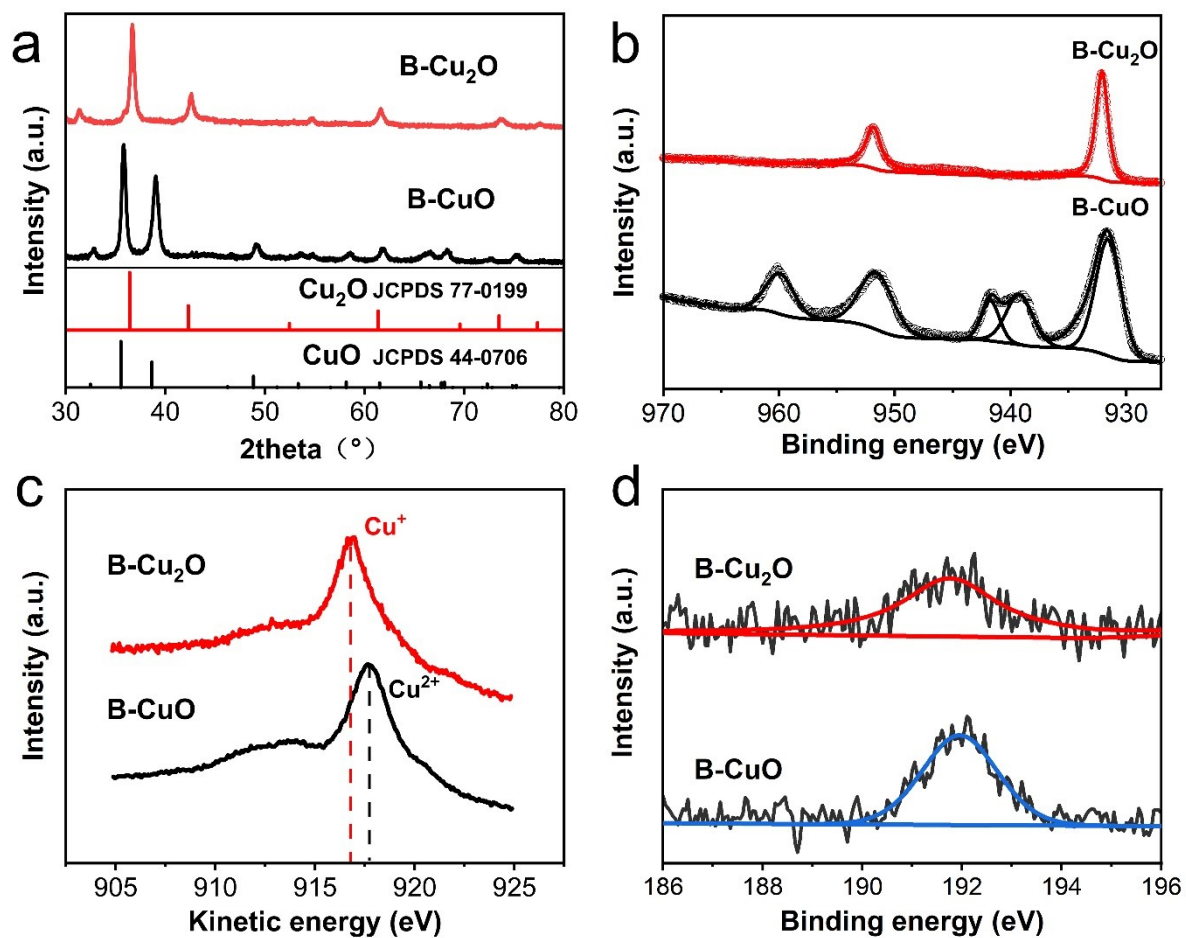 a
B-Cu₂O
B-CuO
Cu₂O JCPDS 77-0199
CuO JCPDS 44-0706
Intensity (a.u.)
30 40 50 60 70 80
2theta（°）
b
B-Cu₂O
B-CuO
Intensity (a.u.)
970 960 950 940 930
Binding energy (eV)
c
Cu⁺
B-Cu₂O
Cu²⁺
B-CuO
Intensity (a.u.)
905 910 915 920 925
Kinetic energy (eV)
d
B-Cu₂O
B-CuO
Intensity (a.u.)
186 188 190 192 194 196
Binding energy (eV)